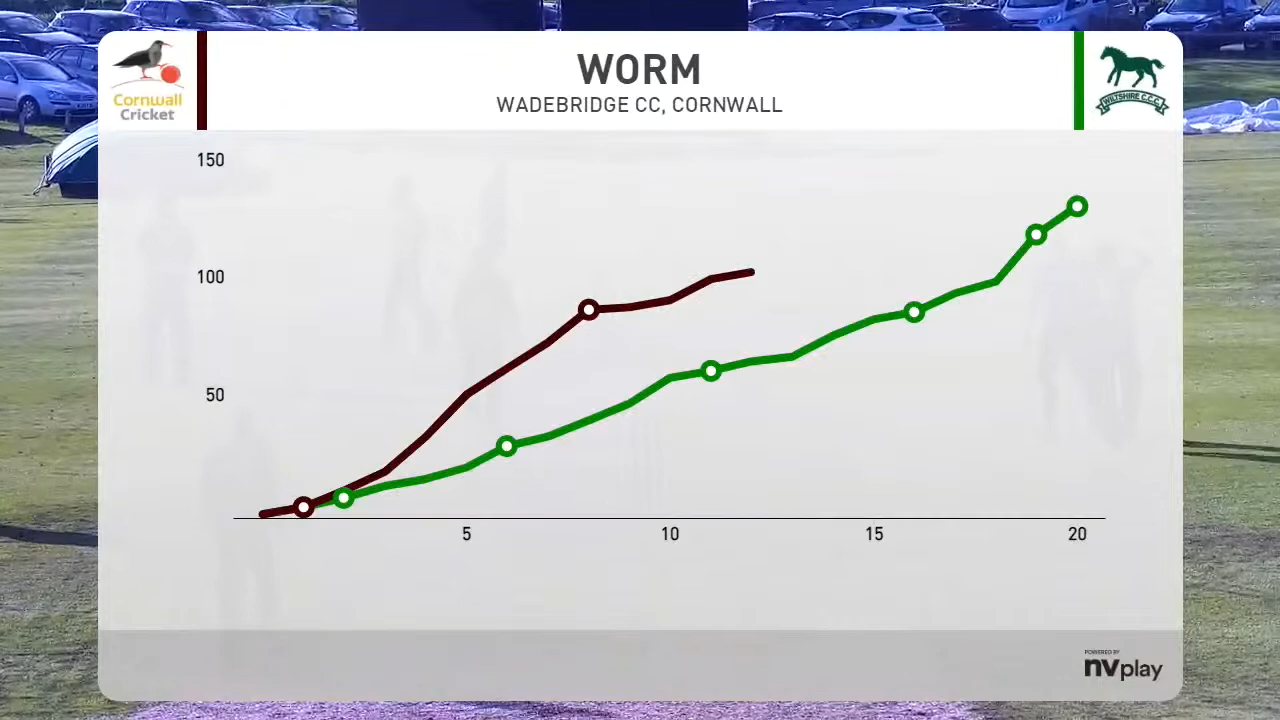 WORM
WADEBRIDGE CC, CORNWALL
Cornwall
Cricket
WILTSHIRE C.C.C.
150
100
50
5
10
15
20
POWERED BY
nvplay